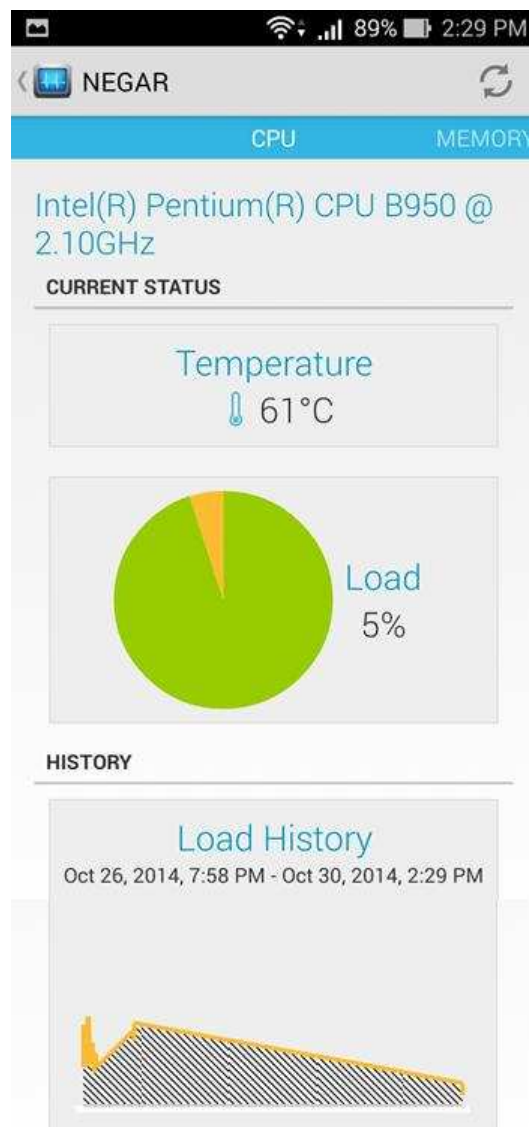 89% 2:29 PM
NEGAR
CPU MEMORY
Intel(R) Pentium(R) CPU B950 @
2.10GHz
CURRENT STATUS
Temperature
61°C
Load
5%
HISTORY
Load History
Oct 26, 2014, 7:58 PM - Oct 30, 2014, 2:29 PM